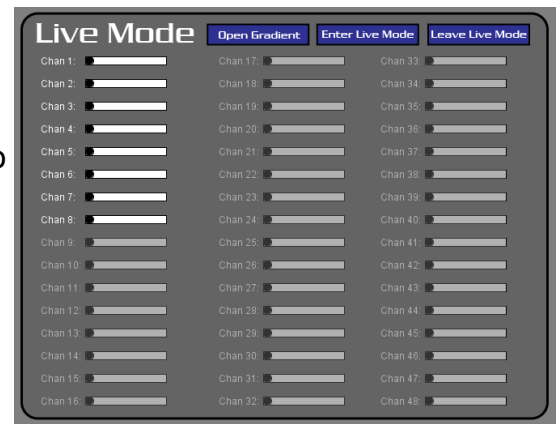 Live Mode Open Gradient Enter Live Mode Leave Live Mode
Chan 1: Chan 17: Chan 33:
Chan 2: Chan 18: Chan 34:
Chan 3: Chan 19: Chan 35:
Chan 4: Chan 20: Chan 36:
Chan 5: Chan 21: Chan 37:
Chan 6: Chan 22: Chan 38:
Chan 7: Chan 23: Chan 39:
Chan 8: Chan 24: Chan 40:
Chan 9: Chan 25: Chan 41:
Chan 10: Chan 26: Chan 42:
Chan 11: Chan 27: Chan 43:
Chan 12: Chan 28: Chan 44:
Chan 13: Chan 29: Chan 45:
Chan 14: Chan 30: Chan 46:
Chan 15: Chan 31: Chan 47:
Chan 16: Chan 32: Chan 48: